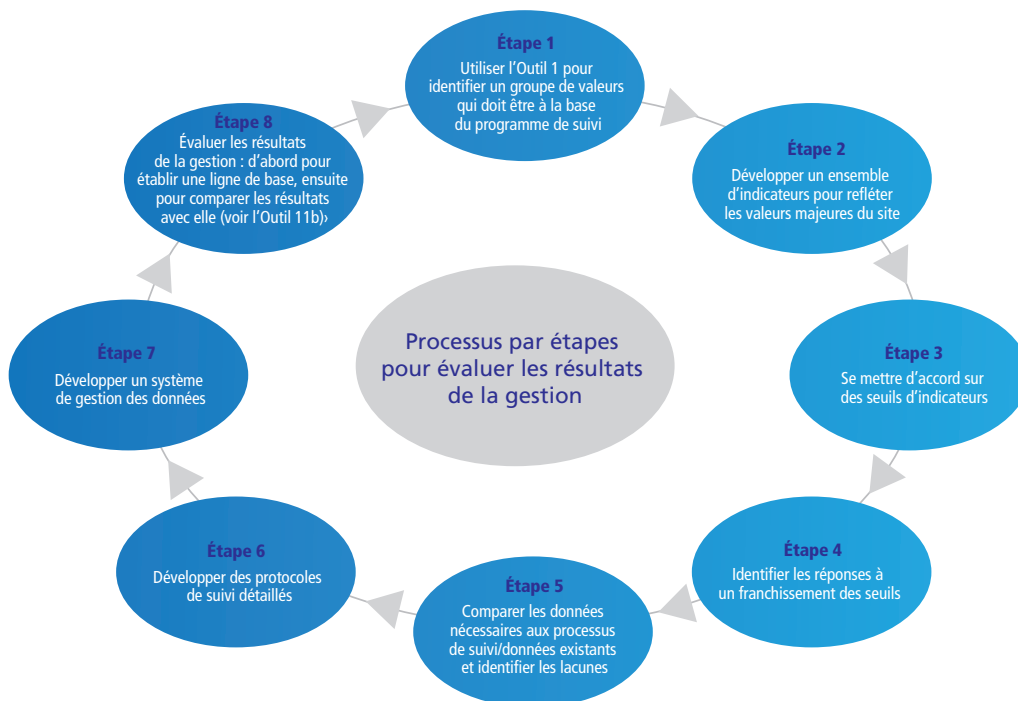 Étape 1
Utiliser l'Outil 1 pour
identifier un groupe de valeurs
qui doit être à la base
du programme de suivi
Étape 2
Développer un ensemble
d'indicateurs pour refléter
les valeurs majeures du site
Étape 3
Se mettre d'accord sur
des seuils d'indicateurs
Étape 4
Identifier les réponses à
un franchissement des seuils
Étape 5
Comparer les données
nécessaires aux processus
de suivi/données existants
et identifier les lacunes
Étape 6
Développer des protocoles
de suivi détaillés
Étape 7
Développer un système
de gestion des données
Étape 8
Évaluer les résultats
de la gestion : d'abord pour
établir une ligne de base, ensuite
pour comparer les résultats
avec elle (voir l'Outil 11b)›
Processus par étapes
pour évaluer les résultats
de la gestion